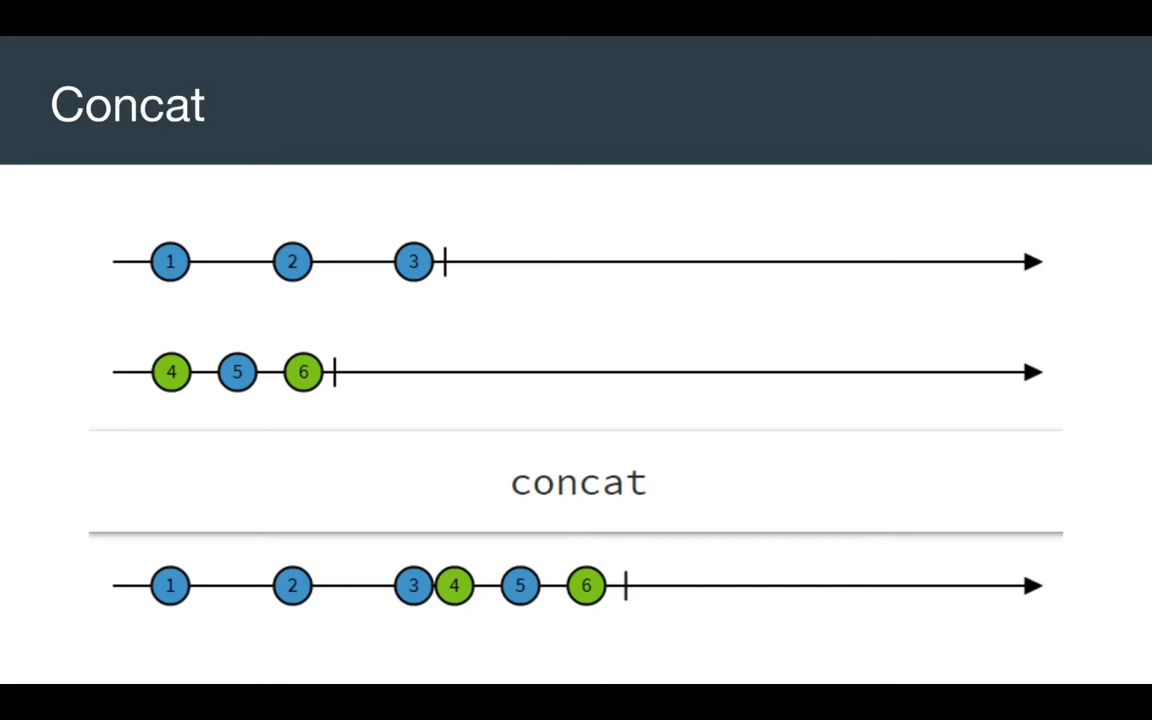 Concat
1 2 3
4 5 6
concat
1 2 3 4 5 6